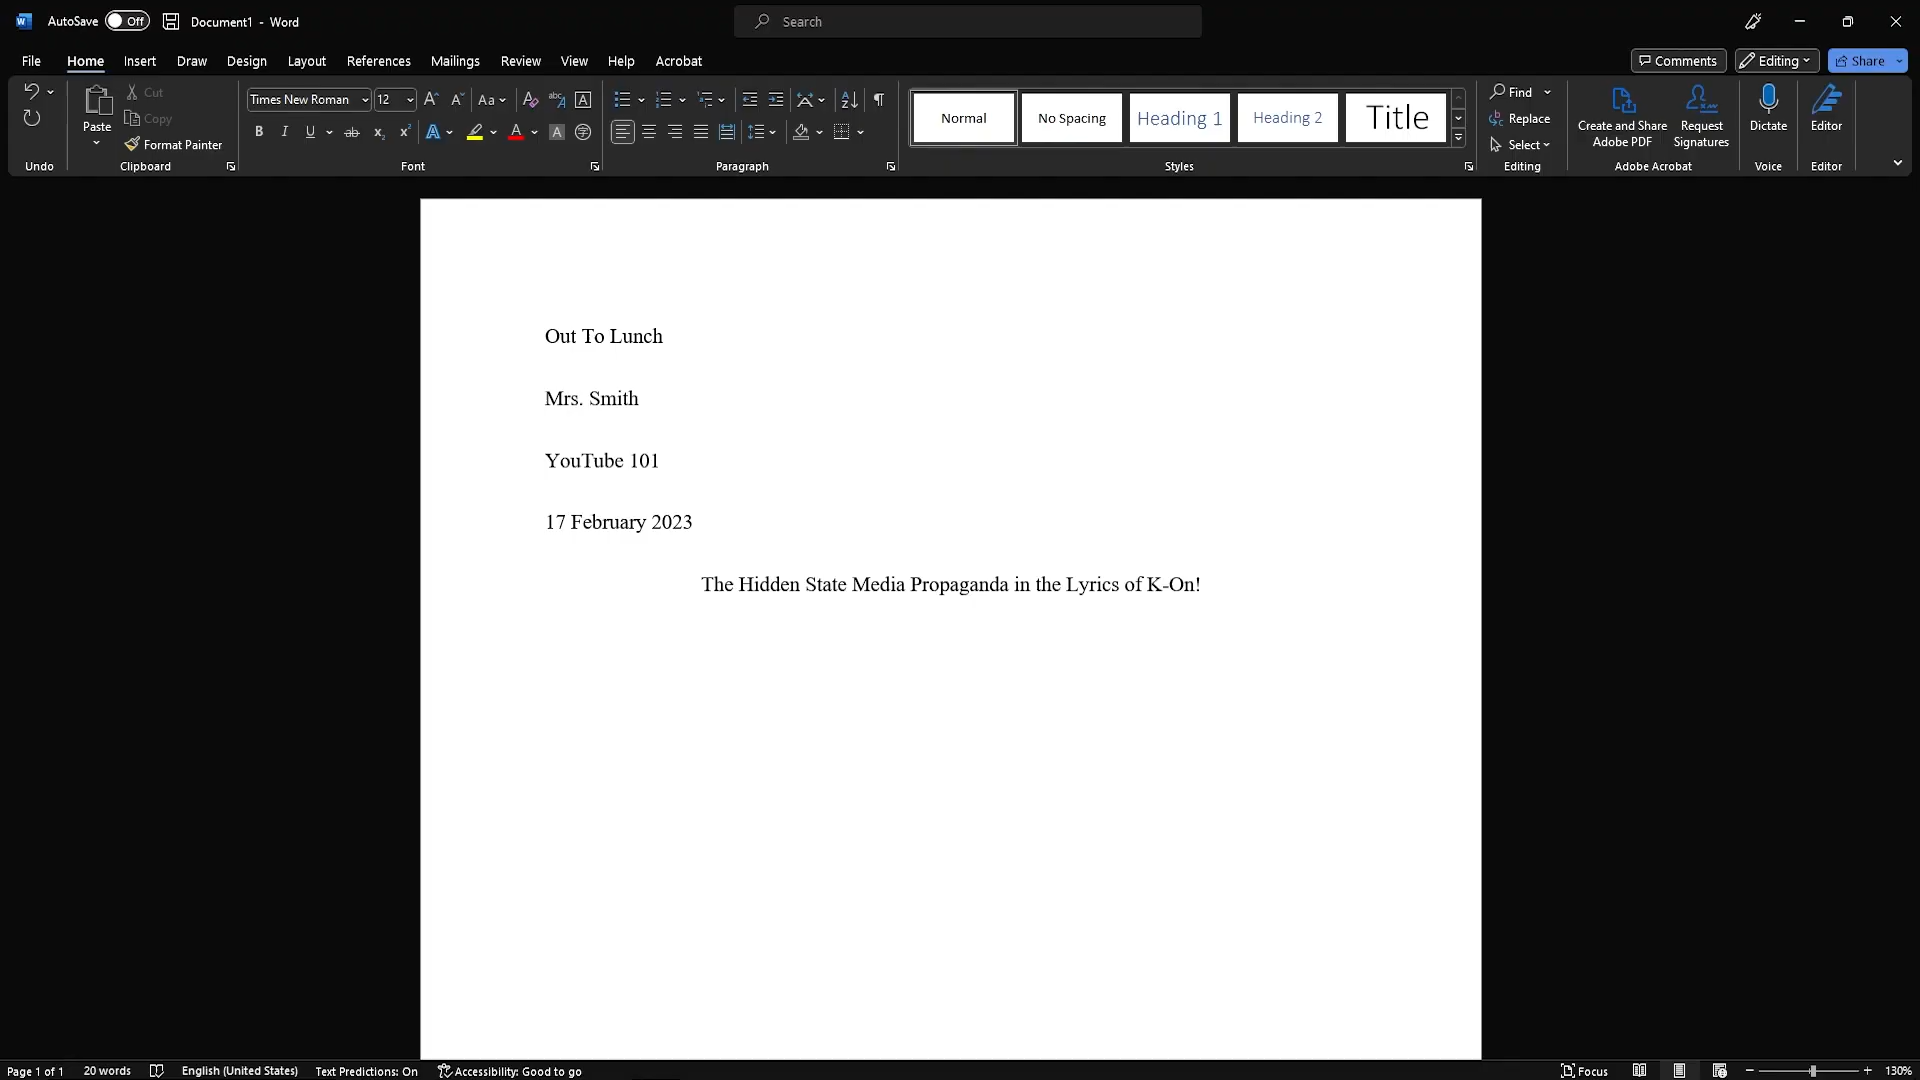 AutoSave Off Document1 - Word Search
File Home Insert Draw Design Layout References Mailings Review View Help Acrobat Comments Editing Share
Times New Roman 12 Aa Find
Paste Cut Copy Format Painter
Normal No Spacing Heading 1 Heading 2 Title
Replace Select
Create and Share Adobe PDF Request Signatures Dictate Editor
Undo Clipboard Font Paragraph Styles Editing Adobe Acrobat Voice Editor
Out To Lunch
Mrs. Smith
YouTube 101
17 February 2023
The Hidden State Media Propaganda in the Lyrics of K-On!
Page 1 of 1 20 words English (United States) Text Predictions: On Accessibility: Good to go Focus 130%